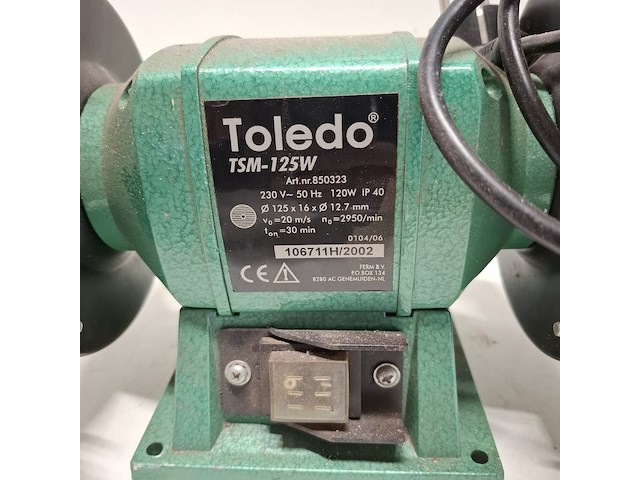 Toledo®
TSM-125W
Art.nr.850323
230 V~ 50 Hz 120W IP 40
Ø 125 x 16 x Ø 12.7 mm
v₀=20 m/s n₀=2950/min
tₒₙ=30 min
0104/06
106711H/2002
CE
FERM B.V.
P.O.BOX 134
8280 AC GENEMUIDEN-NL